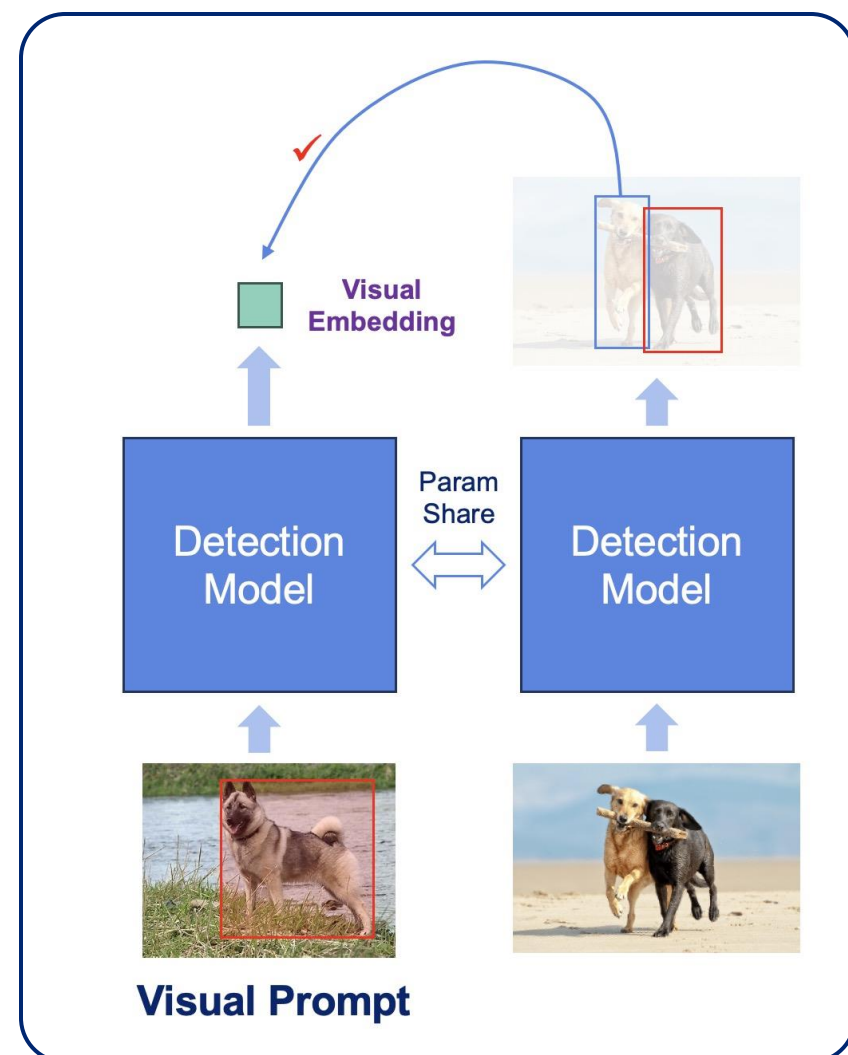 Visual
Embedding
Detection
Model
Param
Share
Detection
Model
Visual Prompt